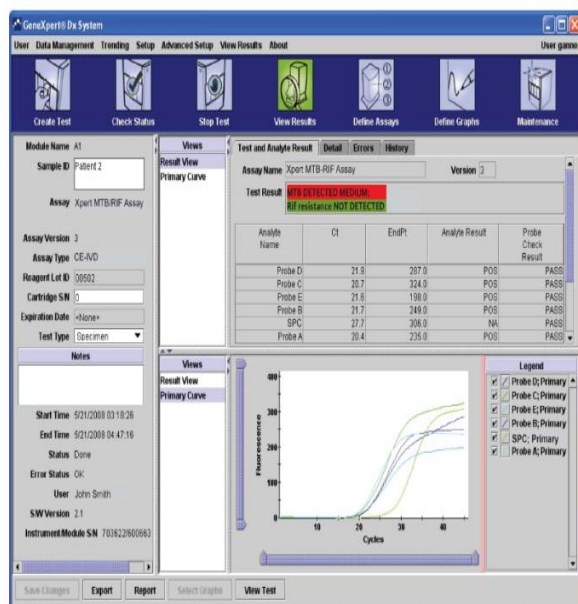 GeneXpert® Dx System
User Data Management Trending Setup Advanced Setup View Results About
Create Test Check Status Stop Test View Results Define Assays Define Graphs Maintenance
Module Name A1
Sample ID Patient 2
Assay Xpert MTB/RIF Assay
Assay Version 3
Assay Type CE-IVD
Reagent Lot ID
Cartridge S/N 0
Expiration Date <None>
Test Type Specimen
Notes
Start Time 5/21/2008 03:18:26
End Time 5/21/2008 04:47:16
Status Done
Error Status OK
User John Smith
S/W Version 2.1
Instrument/Module S/N 703622/600663
Views
Result View
Primary Curve
Test and Analyte Result Detail Errors History
Assay Name Xpert MTB-RIF Assay Version 3
Test Result MTB DETECTED MEDIUM;
Rif resistance NOT DETECTED
Analyte Name Ct EndPt Analyte Result Probe Check Result
Probe D 21.9 287.0 POS PASS
Probe C 20.7 324.0 POS PASS
Probe E 21.6 198.0 POS PASS
Probe B 21.7 249.0 POS PASS
SPC 27.7 306.0 NA PASS
Probe A 20.4 235.0 POS PASS
Views
Result View
Primary Curve
Fluorescence
400
300
200
100
0
10 20 30 40
Cycles
Legend
Probe D; Primary
Probe C; Primary
Probe E; Primary
Probe B; Primary
SPC; Primary
Probe A; Primary
Save Changes Export Report Select Graphs View Test